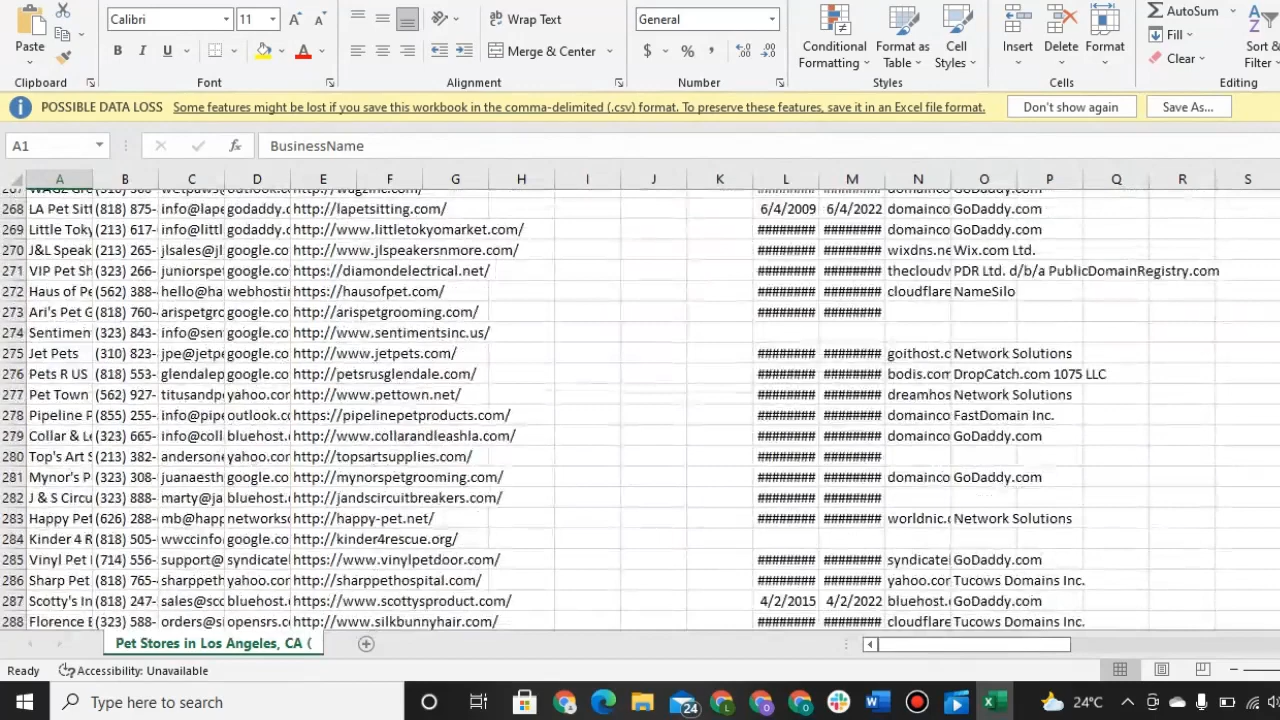 Calibri 11 Wrap Text General AutoSum
Paste B I U Merge & Center $ % Conditional Formatting Format as Table Cell Styles Insert Delete Format Fill Clear Sort & Filter
Clipboard Font Alignment Number Styles Cells Editing
POSSIBLE DATA LOSS Some features might be lost if you save this workbook in the comma-delimited (.csv) format. To preserve these features, save it in an Excel file format. Don't show again Save As...
A1 fx BusinessName
A B C D E F G H I J K L M N O P Q R S
268 LA Pet Sitt (818) 875- info@lape godaddy.c http://lapetsitting.com/ 6/4/2009 6/4/2022 domainco GoDaddy.com
269 Little Toky (213) 617- info@littl godaddy.c http://www.littletokyomarket.com/ ######## ######## domainco GoDaddy.com
270 J&L Speak (213) 265- jlsales@jl google.co http://www.jlspeakersnmore.com/ ######## ######## wixdns.ne Wix.com Ltd.
271 VIP Pet Sh (323) 266- juniorspet google.co https://diamondelectrical.net/ ######## ######## thecloudv PDR Ltd. d/b/a PublicDomainRegistry.com
272 Haus of Pe (562) 388- hello@ha webhostin https://hausofpet.com/ ######## ######## cloudflare NameSilo
273 Ari's Pet G (818) 760- arispetgro google.co http://arispetgrooming.com/ ######## ########
274 Sentimen (323) 843- info@sen google.co http://www.sentimentsinc.us/
275 Jet Pets (310) 823- jpe@jetpe google.co http://www.jetpets.com/ ######## ######## goithost.c Network Solutions
276 Pets R US (818) 553- glendalep google.co http://petsrusglendale.com/ ######## ######## bodis.com DropCatch.com 1075 LLC
277 Pet Town (562) 927- titusandp yahoo.cor http://www.pettown.net/ ######## ######## dreamhos Network Solutions
278 Pipeline P (855) 255- info@pipe outlook.co https://pipelinepetproducts.com/ ######## ######## domainco FastDomain Inc.
279 Collar & Le (323) 665- info@coll bluehost.c https://www.collarandleashla.com/ ######## ######## domainco GoDaddy.com
280 Top's Art S (213) 382- andersone yahoo.cor http://topsartsupplies.com/ ######## ########
281 Mynor's P (323) 308- juanaesth google.co http://mynorspetgrooming.com/ ######## ######## domainco GoDaddy.com
282 J & S Circu (323) 888- marty@ja bluehost.c http://jandscircuitbreakers.com/ ######## ########
283 Happy Pet (626) 288- mb@happ networkso http://happy-pet.net/ ######## ######## worldnic.c Network Solutions
284 Kinder 4 R (818) 505- wwccinfo google.co http://kinder4rescue.org/
285 Vinyl Pet (714) 556- support@ syndicatel https://www.vinylpetdoor.com/ ######## ######## syndicatel GoDaddy.com
286 Sharp Pet (818) 765- sharppeth yahoo.cor http://sharppethospital.com/ ######## ######## yahoo.cor Tucows Domains Inc.
287 Scotty's In (818) 247- sales@sco bluehost.c https://www.scottysproduct.com/ 4/2/2015 4/2/2022 bluehost.c GoDaddy.com
288 Florence E (323) 588- orders@si opensrs.c http://www.silkbunnyhair.com/ ######## ######## cloudflare Tucows Domains Inc.
Pet Stores in Los Angeles, CA (
Ready Accessibility: Unavailable
Type here to search 24 24°C